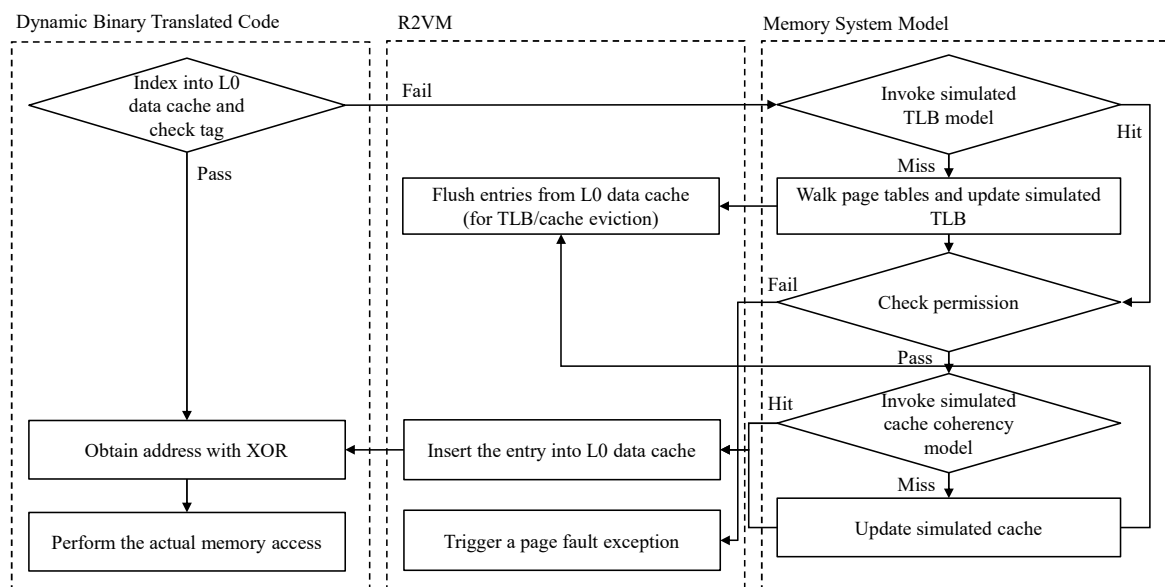 Dynamic Binary Translated Code
R2VM
Memory System Model
Index into L0
data cache and
check tag
Fail
Invoke simulated
TLB model
Hit
Pass
Miss
Flush entries from L0 data cache
(for TLB/cache eviction)
Walk page tables and update simulated
TLB
Fail
Check permission
Pass
Hit
Invoke simulated
cache coherency
model
Obtain address with XOR
Insert the entry into L0 data cache
Miss
Perform the actual memory access
Trigger a page fault exception
Update simulated cache